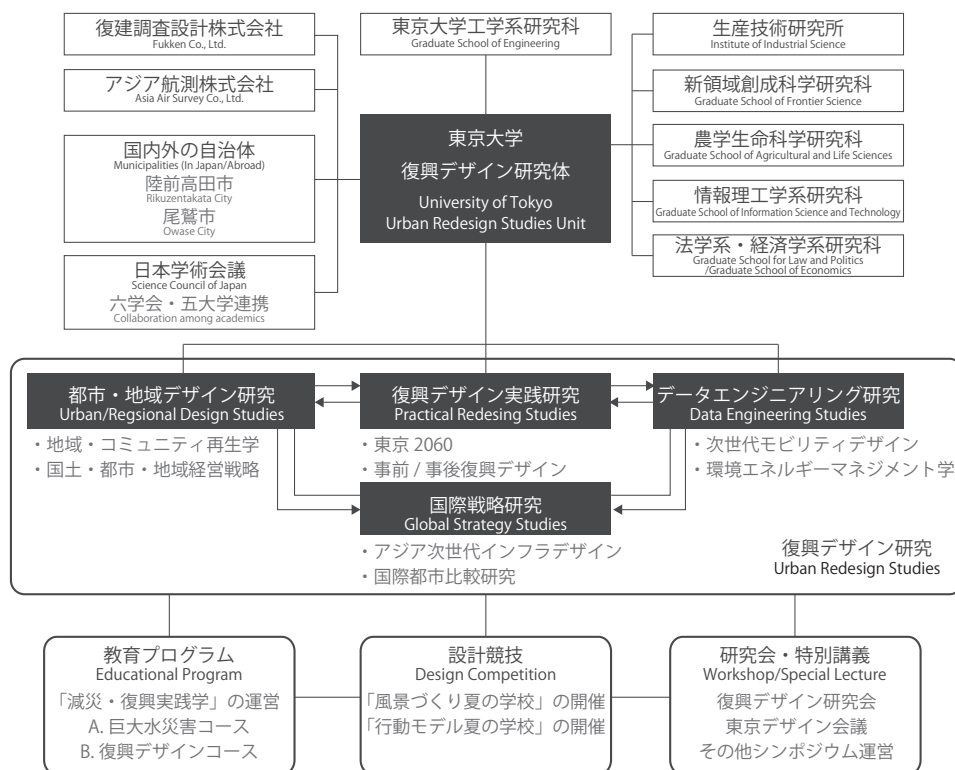 復建調査設計株式会社
Fukken Co., Ltd.
アジア航測株式会社
Asia Air Survey Co., Ltd.
国内外の自治体
Municipalities (In Japan/Abroad)
陸前高田市
Rikuzentakata City
尾鷲市
Owase City
日本学術会議
Science Council of Japan
六学会・五大学連携
Collaboration among academics
東京大学工学系研究科
Graduate School of Engineering
東京大学
復興デザイン研究体
University of Tokyo
Urban Redesign Studies Unit
生産技術研究所
Institute of Industrial Science
新領域創成科学研究科
Graduate School of Frontier Science
農学生命科学研究科
Graduate School of Agricultural and Life Sciences
情報理工学系研究科
Graduate School of Information Science and Technology
法学系・経済学系研究科
Graduate School for Law and Politics
/Graduate School of Economics
都市・地域デザイン研究
Urban/Regsional Design Studies
・地域・コミュニティ再生学
・国土・都市・地域経営戦略
復興デザイン実践研究
Practical Redesing Studies
・東京 2060
・事前 / 事後復興デザイン
データエンジニアリング研究
Data Engineering Studies
・次世代モビリティデザイン
・環境エネルギーマネジメント学
国際戦略研究
Global Strategy Studies
・アジア次世代インフラデザイン
・国際都市比較研究
復興デザイン研究
Urban Redesign Studies
教育プログラム
Educational Program
「減災・復興実践学」の運営
A. 巨大水災害コース
B. 復興デザインコース
設計競技
Design Competition
「風景づくり夏の学校」の開催
「行動モデル夏の学校」の開催
研究会・特別講義
Workshop/Special Lecture
復興デザイン研究会
東京デザイン会議
その他シンポジウム運営